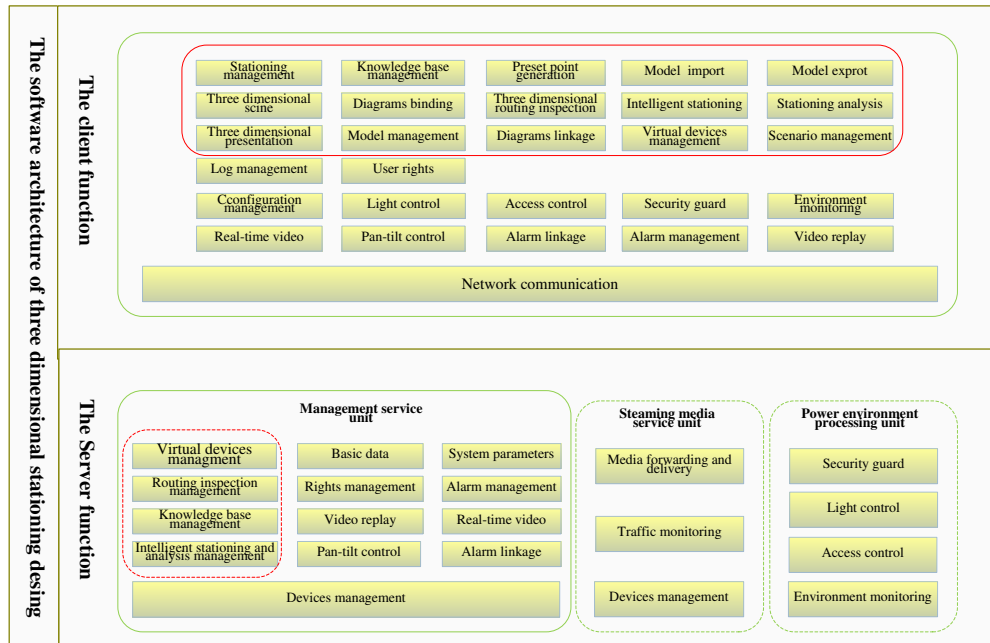 The software architecture of three dimensional stationing desing
The client function
Stationing
management
Knowledge base
management
Preset point
generation
Model import
Model exprot
Three dimensional
scine
Diagrams binding
Three dimensional
routing inspection
Intelligent stationing
Stationing analysis
Three dimensional
presentation
Model management
Diagrams linkage
Virtual devices
management
Scenario management
Log management
User rights
Cconfiguration
management
Light control
Access control
Security guard
Environment
monitoring
Real-time video
Pan-tilt control
Alarm linkage
Alarm management
Video replay
Network communication
The Server function
Management service
unit
Virtual devices
managment
Basic data
System parameters
Routing inspection
management
Rights management
Alarm management
Knowledge base
management
Video replay
Real-time video
Intelligent stationing and
analysis management
Pan-tilt control
Alarm linkage
Devices management
Steaming media
service unit
Media forwarding and
delivery
Traffic monitoring
Devices management
Power environment
processing unit
Security guard
Light control
Access control
Environment monitoring